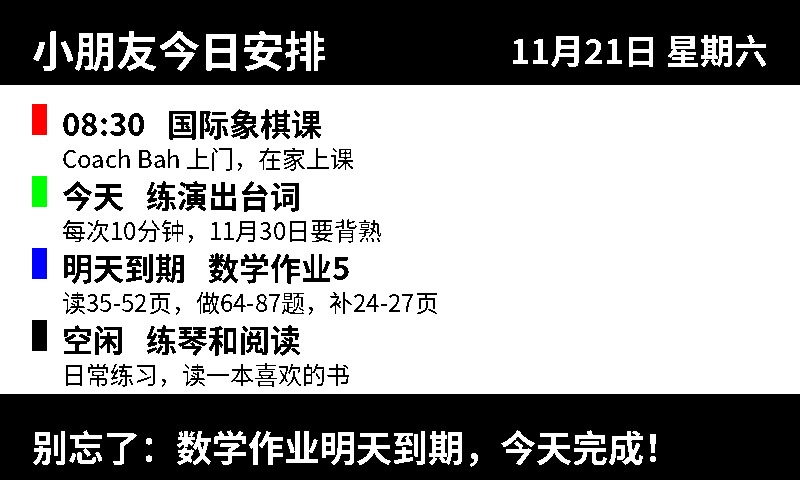 小朋友今日安排
11月21日 星期六
08:30 国际象棋课
Coach Bah 上门，在家上课
今天 练演出台词
每次10分钟，11月30日要背熟
明天到期 数学作业5
读35-52页，做64-87题，补24-27页
空闲 练琴和阅读
日常练习，读一本喜欢的书
别忘了：数学作业明天到期，今天完成！